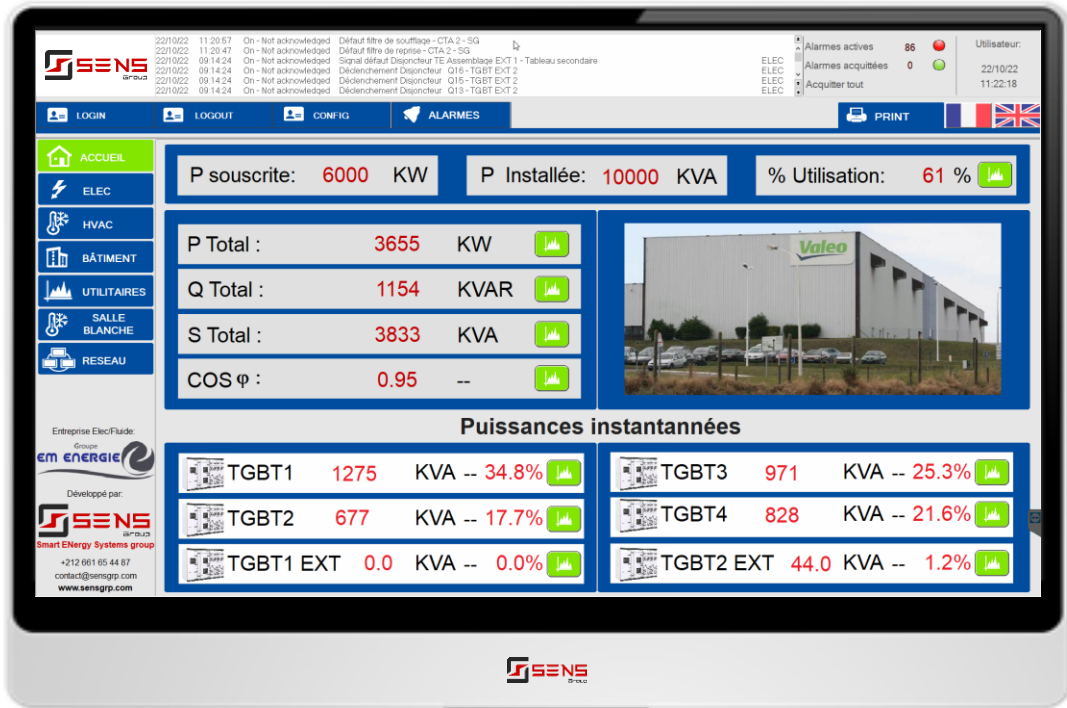 SENS
Group
22/10/22 11:20:57 On - Not acknowledged Défaut filtre de soufflage - CTA 2 - SG
22/10/22 11:20:47 On - Not acknowledged Défaut filtre de reprise - CTA 2 - SG
22/10/22 09:14:24 On - Not acknowledged Signal défaut Disjoncteur TE Assemblage EXT 1 - Tableau secondaire ELEC
22/10/22 09:14:24 On - Not acknowledged Déclenchement Disjoncteur Q16 - TGBT EXT 2 ELEC
22/10/22 09:14:24 On - Not acknowledged Déclenchement Disjoncteur Q15 - TGBT EXT 2 ELEC
22/10/22 09:14:24 On - Not acknowledged Déclenchement Disjoncteur Q13 - TGBT EXT 2 ELEC
Alarmes actives 86
Alarmes acquitées 0
Acquitter tout
Utilisateur:
22/10/22
11:22:18
LOGIN LOGOUT CONFIG ALARMES PRINT
ACCUEIL
ELEC
HVAC
BÂTIMENT
UTILITAIRES
SALLE
BLANCHE
RESEAU
P souscrite: 6000 KW
P Installée: 10000 KVA
% Utilisation: 61 %
P Total : 3655 KW
Q Total : 1154 KVAR
S Total : 3833 KVA
COS φ : 0.95 --
Valeo
Puissances instantannées
TGBT1 1275 KVA -- 34.8%
TGBT2 677 KVA -- 17.7%
TGBT1 EXT 0.0 KVA -- 0.0%
TGBT3 971 KVA -- 25.3%
TGBT4 828 KVA -- 21.6%
TGBT2 EXT 44.0 KVA -- 1.2%
Entreprise Elec/Fluide:
Groupe
EM ENERGIE
Développé par:
SENS
Group
Smart ENergy Systems group
+212 661 65 44 87
contact@sensgrp.com
www.sensgrp.com
SENS
Group